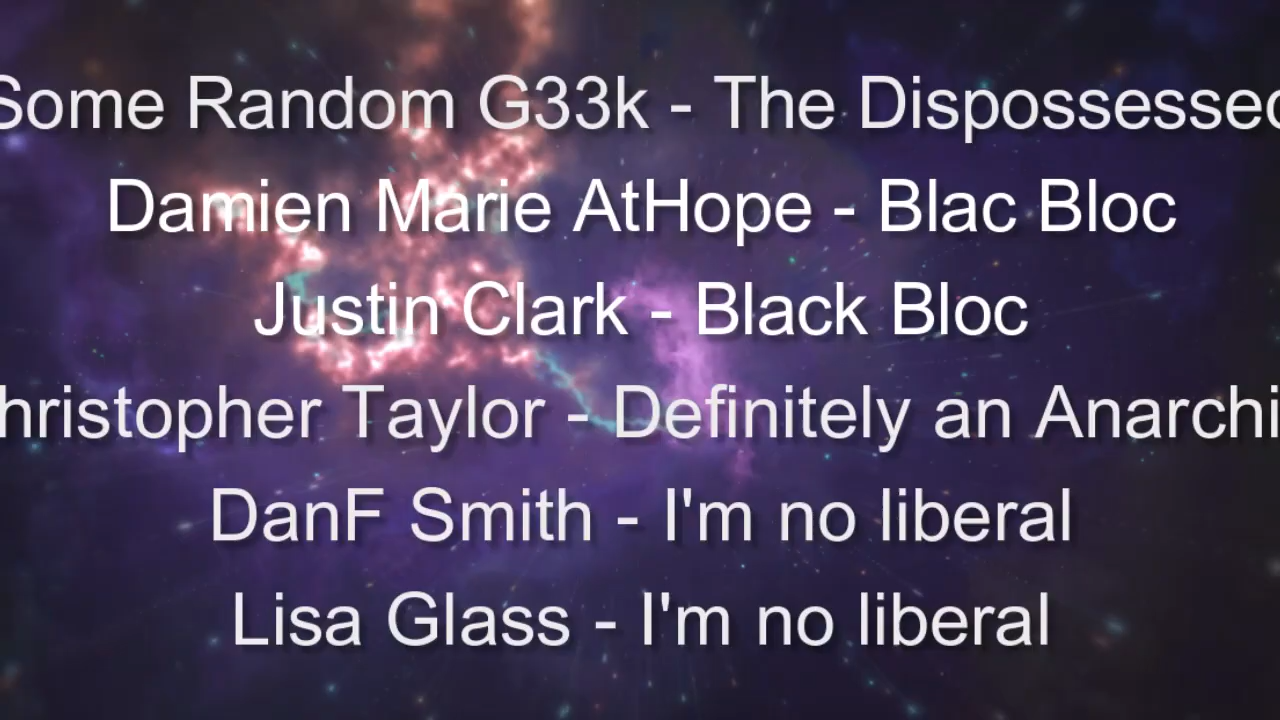 Some Random G33k - The Dispossessed
Damien Marie AtHope - Blac Bloc
Justin Clark - Black Bloc
hristopher Taylor - Definitely an Anarchi
DanF Smith - I'm no liberal
Lisa Glass - I'm no liberal